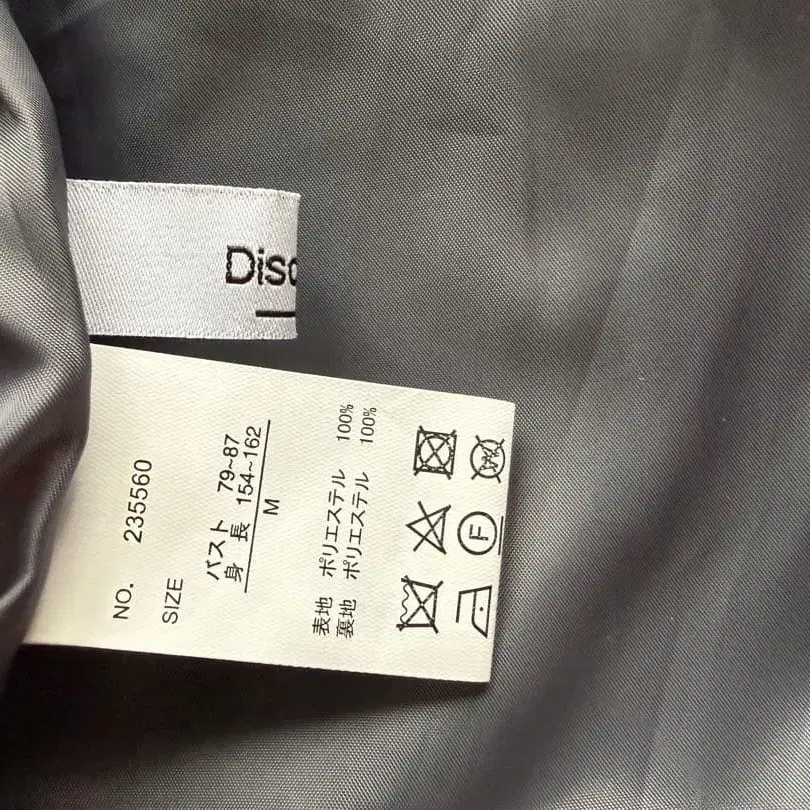 Disc
NO. 235560
SIZE
バスト 79~87
身 長 154~162
M
表地 ポリエステル 100%
裏地 ポリエステル 100%
W
F